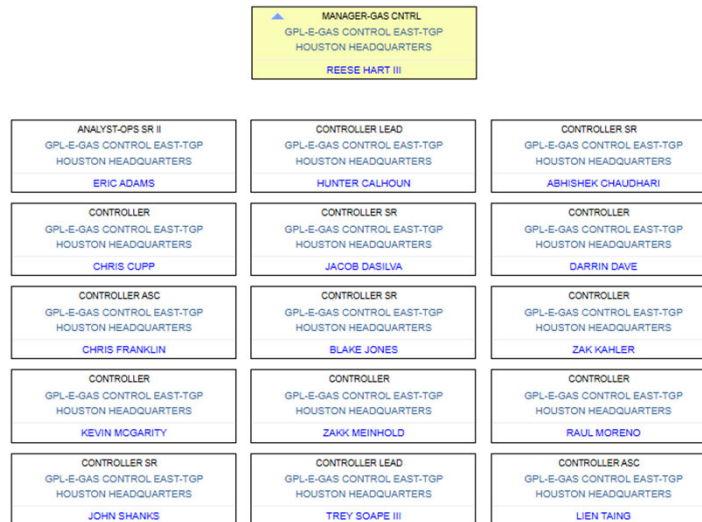 MANAGER-GAS CNTRL
GPL-E-GAS CONTROL EAST-TGP
HOUSTON HEADQUARTERS
REESE HART III
ANALYST-OPS SR II
GPL-E-GAS CONTROL EAST-TGP
HOUSTON HEADQUARTERS
ERIC ADAMS
CONTROLLER LEAD
GPL-E-GAS CONTROL EAST-TGP
HOUSTON HEADQUARTERS
HUNTER CALHOUN
CONTROLLER SR
GPL-E-GAS CONTROL EAST-TGP
HOUSTON HEADQUARTERS
ABHISHEK CHAUDHARI
CONTROLLER
GPL-E-GAS CONTROL EAST-TGP
HOUSTON HEADQUARTERS
CHRIS CUPP
CONTROLLER SR
GPL-E-GAS CONTROL EAST-TGP
HOUSTON HEADQUARTERS
JACOB DASILVA
CONTROLLER
GPL-E-GAS CONTROL EAST-TGP
HOUSTON HEADQUARTERS
DARRIN DAVE
CONTROLLER ASC
GPL-E-GAS CONTROL EAST-TGP
HOUSTON HEADQUARTERS
CHRIS FRANKLIN
CONTROLLER SR
GPL-E-GAS CONTROL EAST-TGP
HOUSTON HEADQUARTERS
BLAKE JONES
CONTROLLER
GPL-E-GAS CONTROL EAST-TGP
HOUSTON HEADQUARTERS
ZAK KAHLER
CONTROLLER
GPL-E-GAS CONTROL EAST-TGP
HOUSTON HEADQUARTERS
KEVIN MCGARITY
CONTROLLER
GPL-E-GAS CONTROL EAST-TGP
HOUSTON HEADQUARTERS
ZAKK MEINHOLD
CONTROLLER
GPL-E-GAS CONTROL EAST-TGP
HOUSTON HEADQUARTERS
RAUL MORENO
CONTROLLER SR
GPL-E-GAS CONTROL EAST-TGP
HOUSTON HEADQUARTERS
JOHN SHANKS
CONTROLLER LEAD
GPL-E-GAS CONTROL EAST-TGP
HOUSTON HEADQUARTERS
TREY SOAPE III
CONTROLLER ASC
GPL-E-GAS CONTROL EAST-TGP
HOUSTON HEADQUARTERS
LIEN TAING